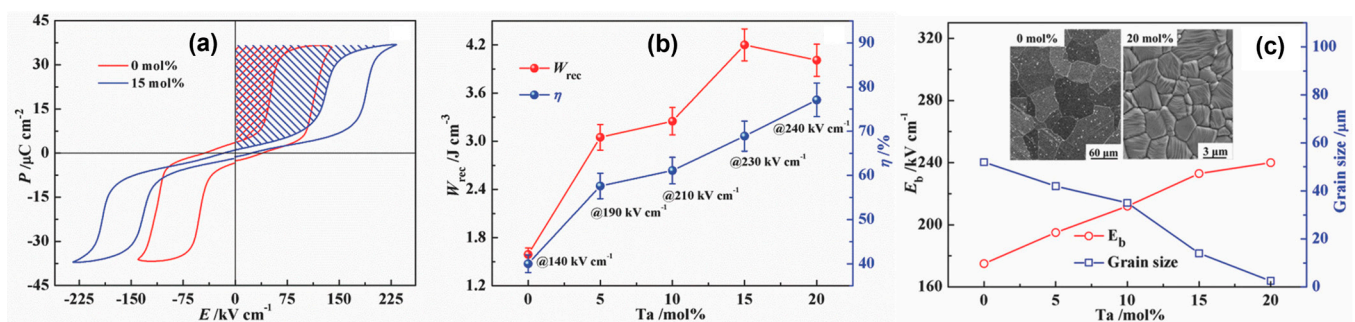 (a)
0 mol%
15 mol%
45
30
15
0
-15
-30
-45
P /μC cm-2
-225 -150 -75 0 75 150 225
E /kV cm-1
(b)
Wrec
η
4.2
3.6
3.0
2.4
1.8
1.2
Wrec /J cm-3
90
80
70
60
50
40
η /%
@140 kV cm-1
@190 kV cm-1
@210 kV cm-1
@230 kV cm-1
@240 kV cm-1
0 5 10 15 20
Ta /mol%
(c)
0 mol%
20 mol%
60 μm
3 μm
320
280
240
200
160
Eb/kV cm-1
100
80
60
40
20
0
Grain size /μm
Eb
Grain size
0 5 10 15 20
Ta /mol%